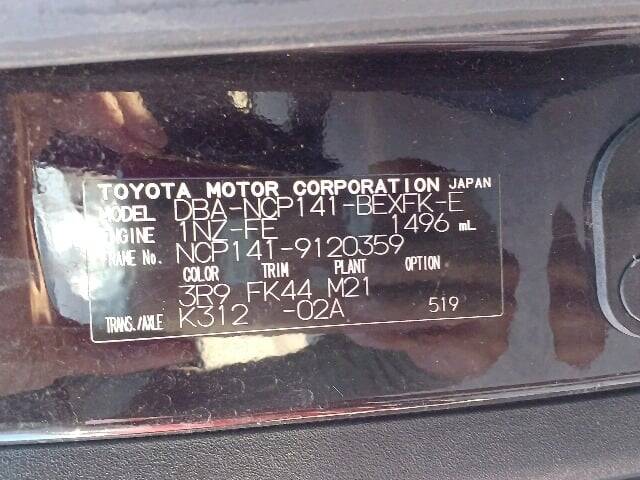 TOYOTA MOTOR CORPORATION JAPAN
MODEL DBA-NCP141-BEXFK-E
ENGINE 1NZ-FE 1496 mL
FRAME No. NCP141-9120359
COLOR TRIM PLANT OPTION
3R9 FK44 M21
TRANS./AXLE K312 -02A 519